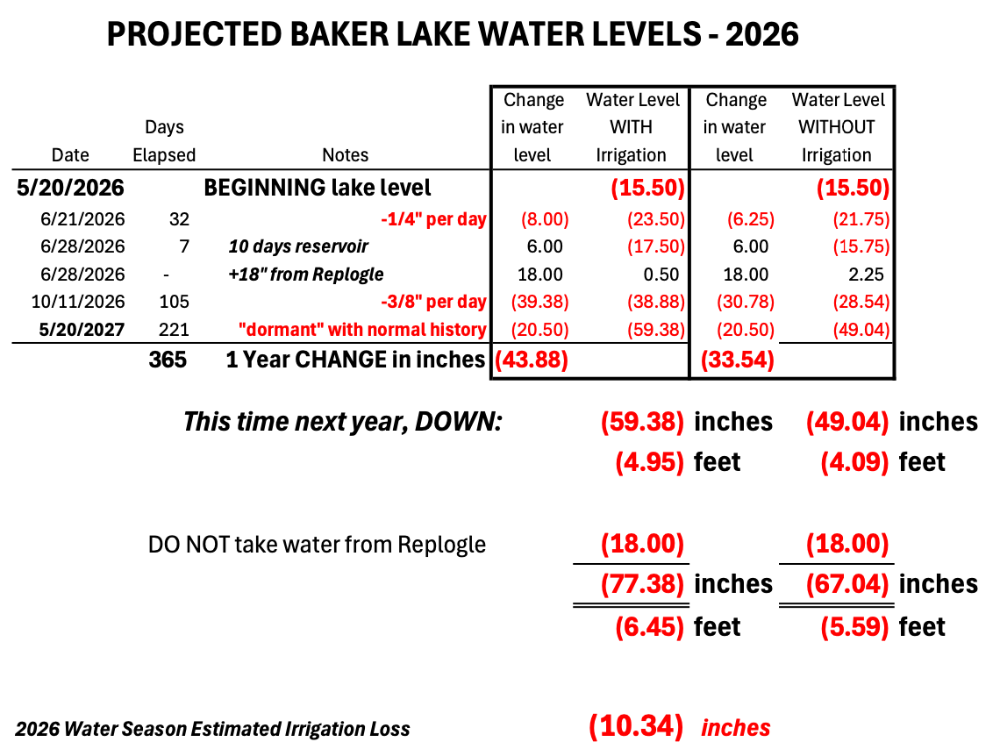 PROJECTED BAKER LAKE WATER LEVELS - 2026
Change Water Level Change Water Level
Days in water WITH in water WITHOUT
Date Elapsed Notes level Irrigation level Irrigation
5/20/2026 BEGINNING lake level (15.50) (15.50)
6/21/2026 32 -1/4" per day (8.00) (23.50) (6.25) (21.75)
6/28/2026 7 10 days reservoir 6.00 (17.50) 6.00 (15.75)
6/28/2026 - +18" from Replogle 18.00 0.50 18.00 2.25
10/11/2026 105 -3/8" per day (39.38) (38.88) (30.78) (28.54)
5/20/2027 221 "dormant" with normal history (20.50) (59.38) (20.50) (49.04)
365 1 Year CHANGE in inches (43.88) (33.54)
This time next year, DOWN: (59.38) inches (49.04) inches
(4.95) feet (4.09) feet
DO NOT take water from Replogle (18.00) (18.00)
(77.38) inches (67.04) inches
(6.45) feet (5.59) feet
2026 Water Season Estimated Irrigation Loss (10.34) inches